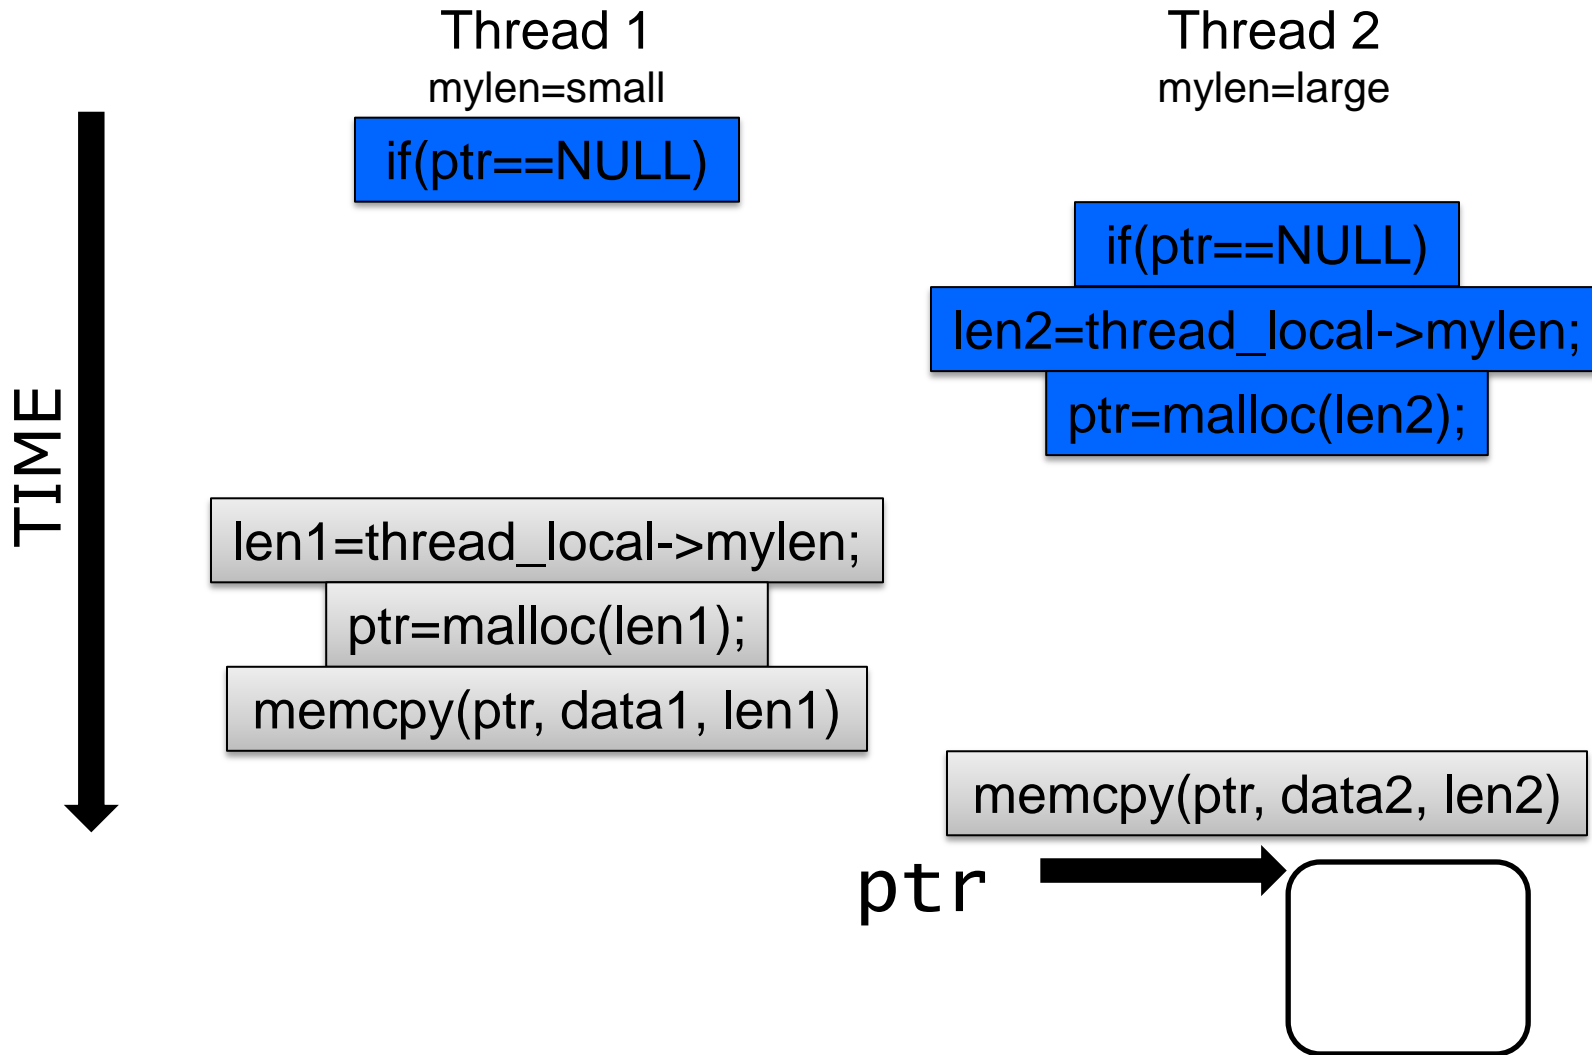 Thread 1
mylen=small
Thread 2
mylen=large
if(ptr==NULL)
if(ptr==NULL)
len2=thread_local->mylen;
ptr=malloc(len2);
TIME
len1=thread_local->mylen;
ptr=malloc(len1);
memcpy(ptr, data1, len1)
memcpy(ptr, data2, len2)
ptr